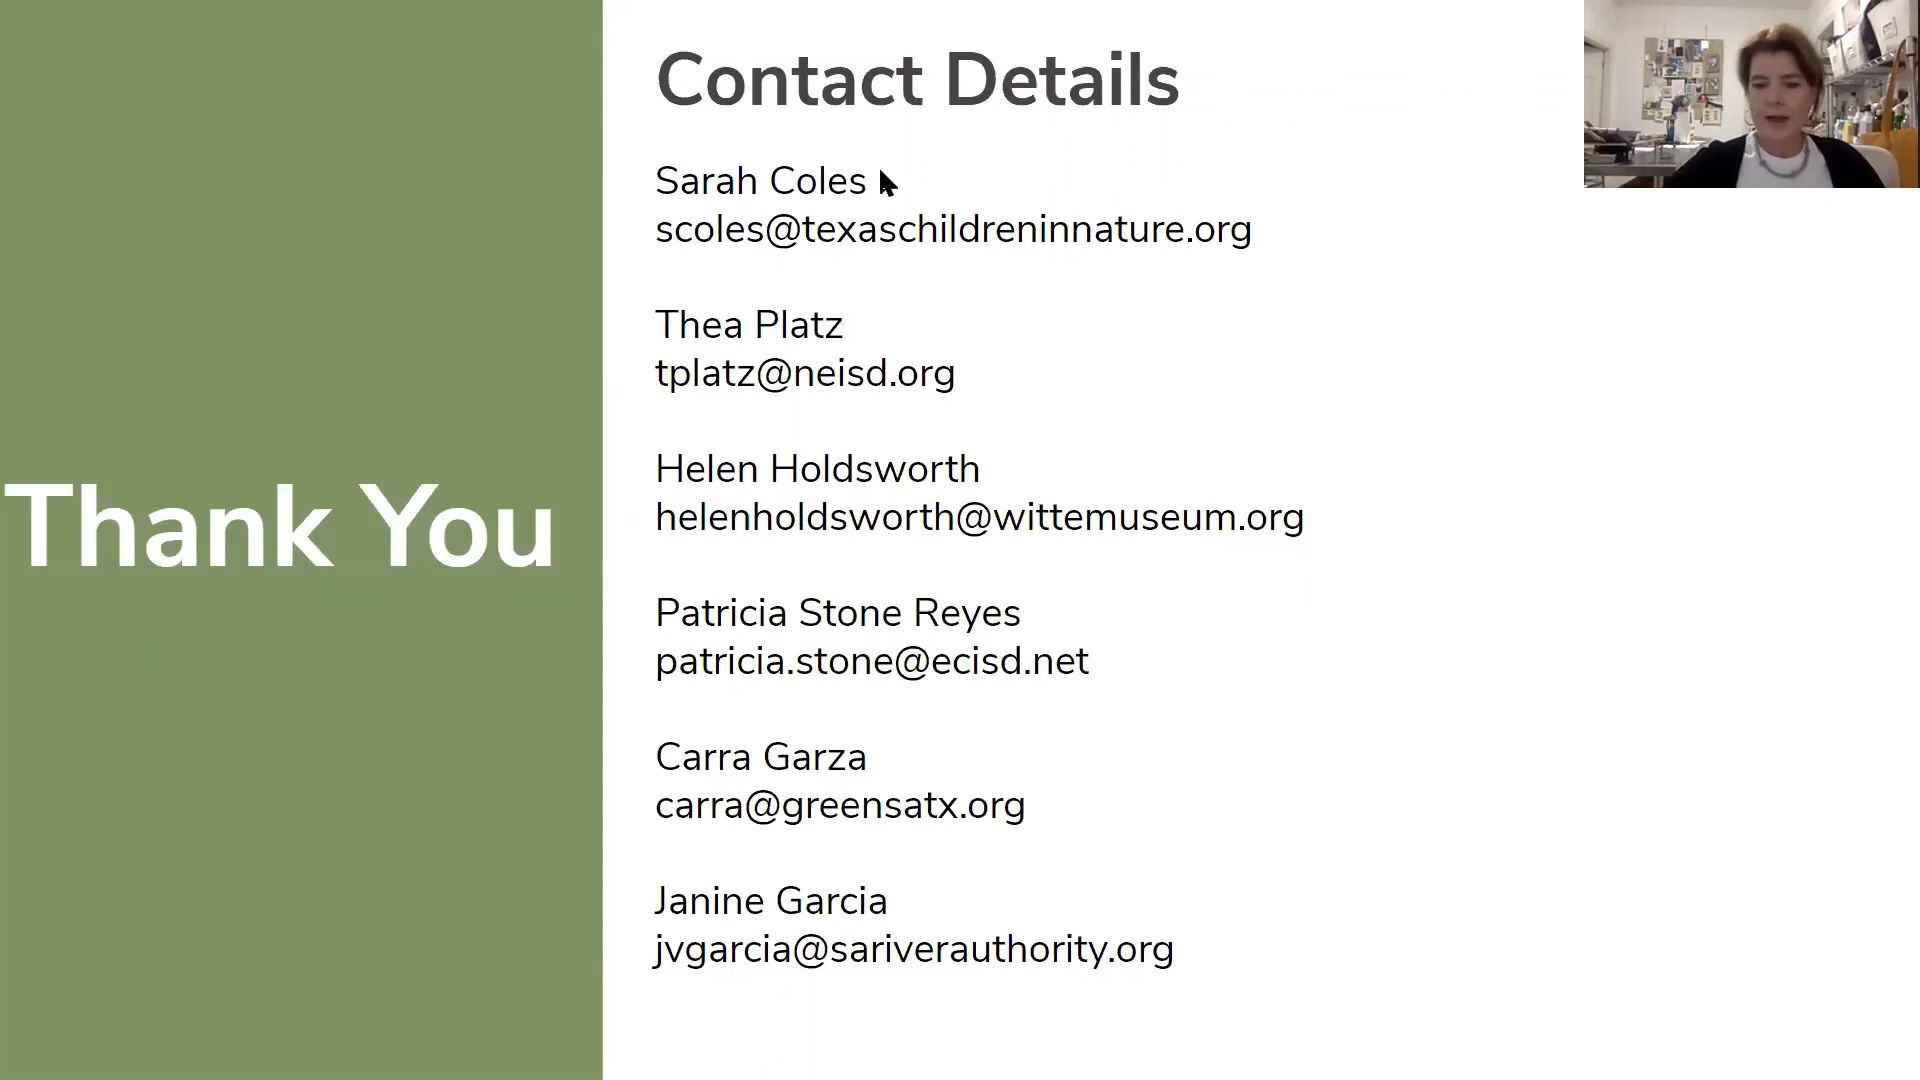 Thank You
Contact Details
Sarah Coles
scoles@texaschildreninnature.org
Thea Platz
tplatz@neisd.org
Helen Holdsworth
helenholdsworth@wittemuseum.org
Patricia Stone Reyes
patricia.stone@ecisd.net
Carra Garza
carra@greensatx.org
Janine Garcia
jvgarcia@sariverauthority.org